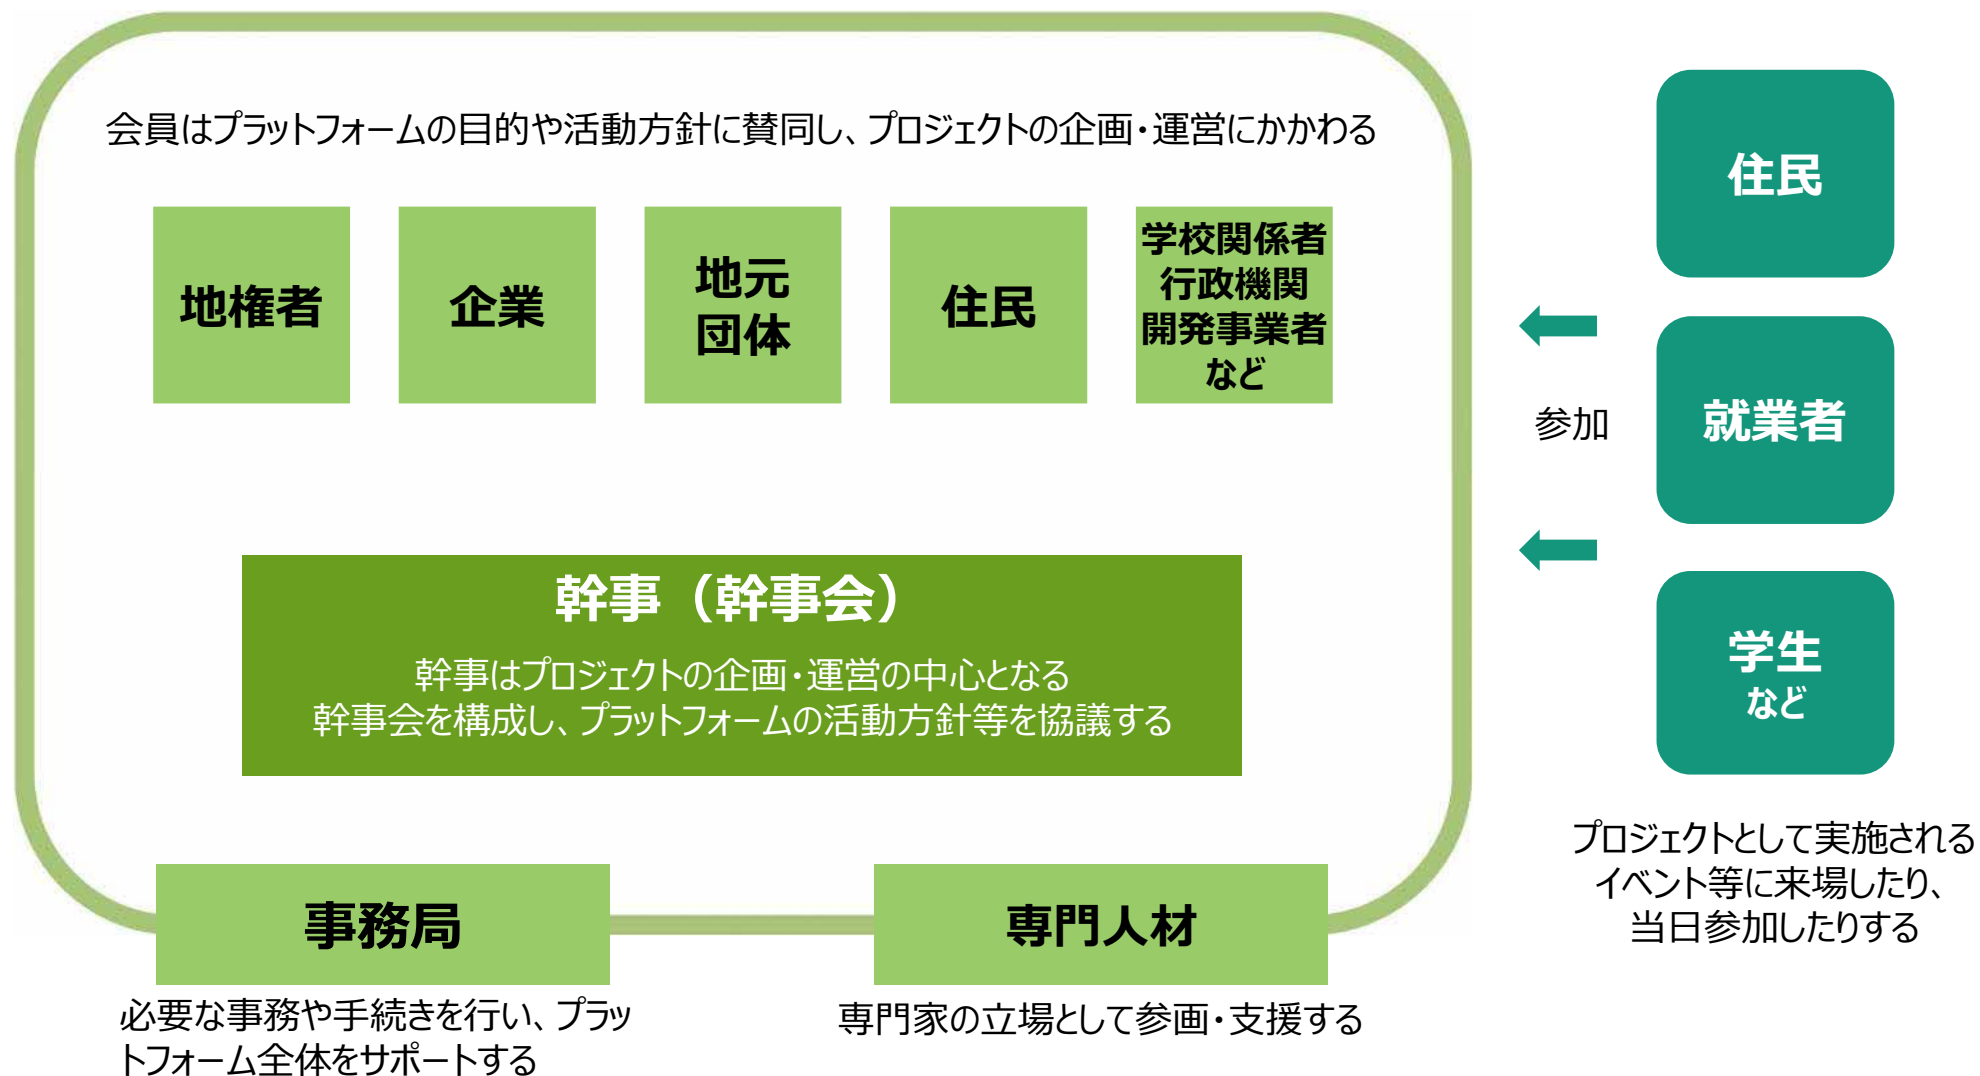 会員はプラットフォームの目的や活動方針に賛同し、プロジェクトの企画・運営にかかわる
地権者
企業
地元
団体
住民
学校関係者
行政機関
開発事業者
など
幹事（幹事会）
幹事はプロジェクトの企画・運営の中心となる
幹事会を構成し、プラットフォームの活動方針等を協議する
事務局
必要な事務や手続きを行い、プラッ
トフォーム全体をサポートする
専門人材
専門家の立場として参画・支援する
参加
住民
就業者
学生
など
プロジェクトとして実施される
イベント等に来場したり、
当日参加したりする